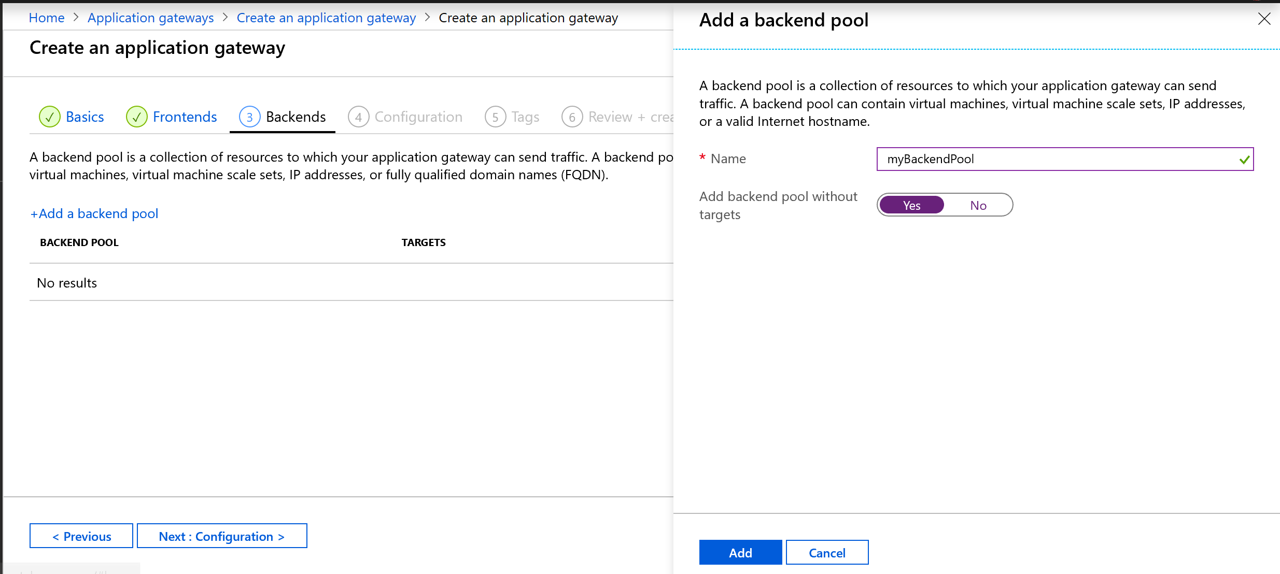 Home > Application gateways > Create an application gateway > Create an application gateway
Create an application gateway
✓ Basics ✓ Frontends 3 Backends 4 Configuration 5 Tags 6 Review +
A backend pool is a collection of resources to which your application gateway can send traffic. A backend
virtual machines, virtual machine scale sets, IP addresses, or fully qualified domain names (FQDN).
+Add a backend pool
BACKEND POOL TARGETS
No results
< Previous Next : Configuration >
Add a backend pool
A backend pool is a collection of resources to which your application gateway can send
traffic. A backend pool can contain virtual machines, virtual machine scale sets, IP addresses,
or a valid Internet hostname.
* Name myBackendPool
Add backend pool without
targets
Yes No
Add Cancel